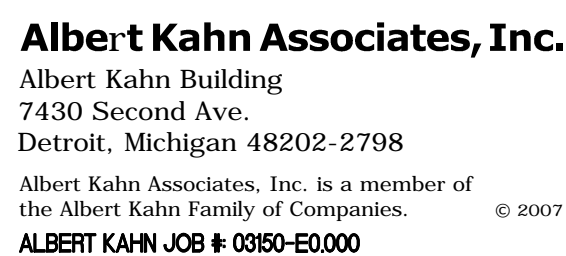 Albert Kahn Associates, Inc.
Albert Kahn Building
7430 Second Ave.
Detroit, Michigan 48202-2798
Albert Kahn Associates, Inc. is a member of
the Albert Kahn Family of Companies. © 2007
ALBERT KAHN JOB #: 03150-E0.000